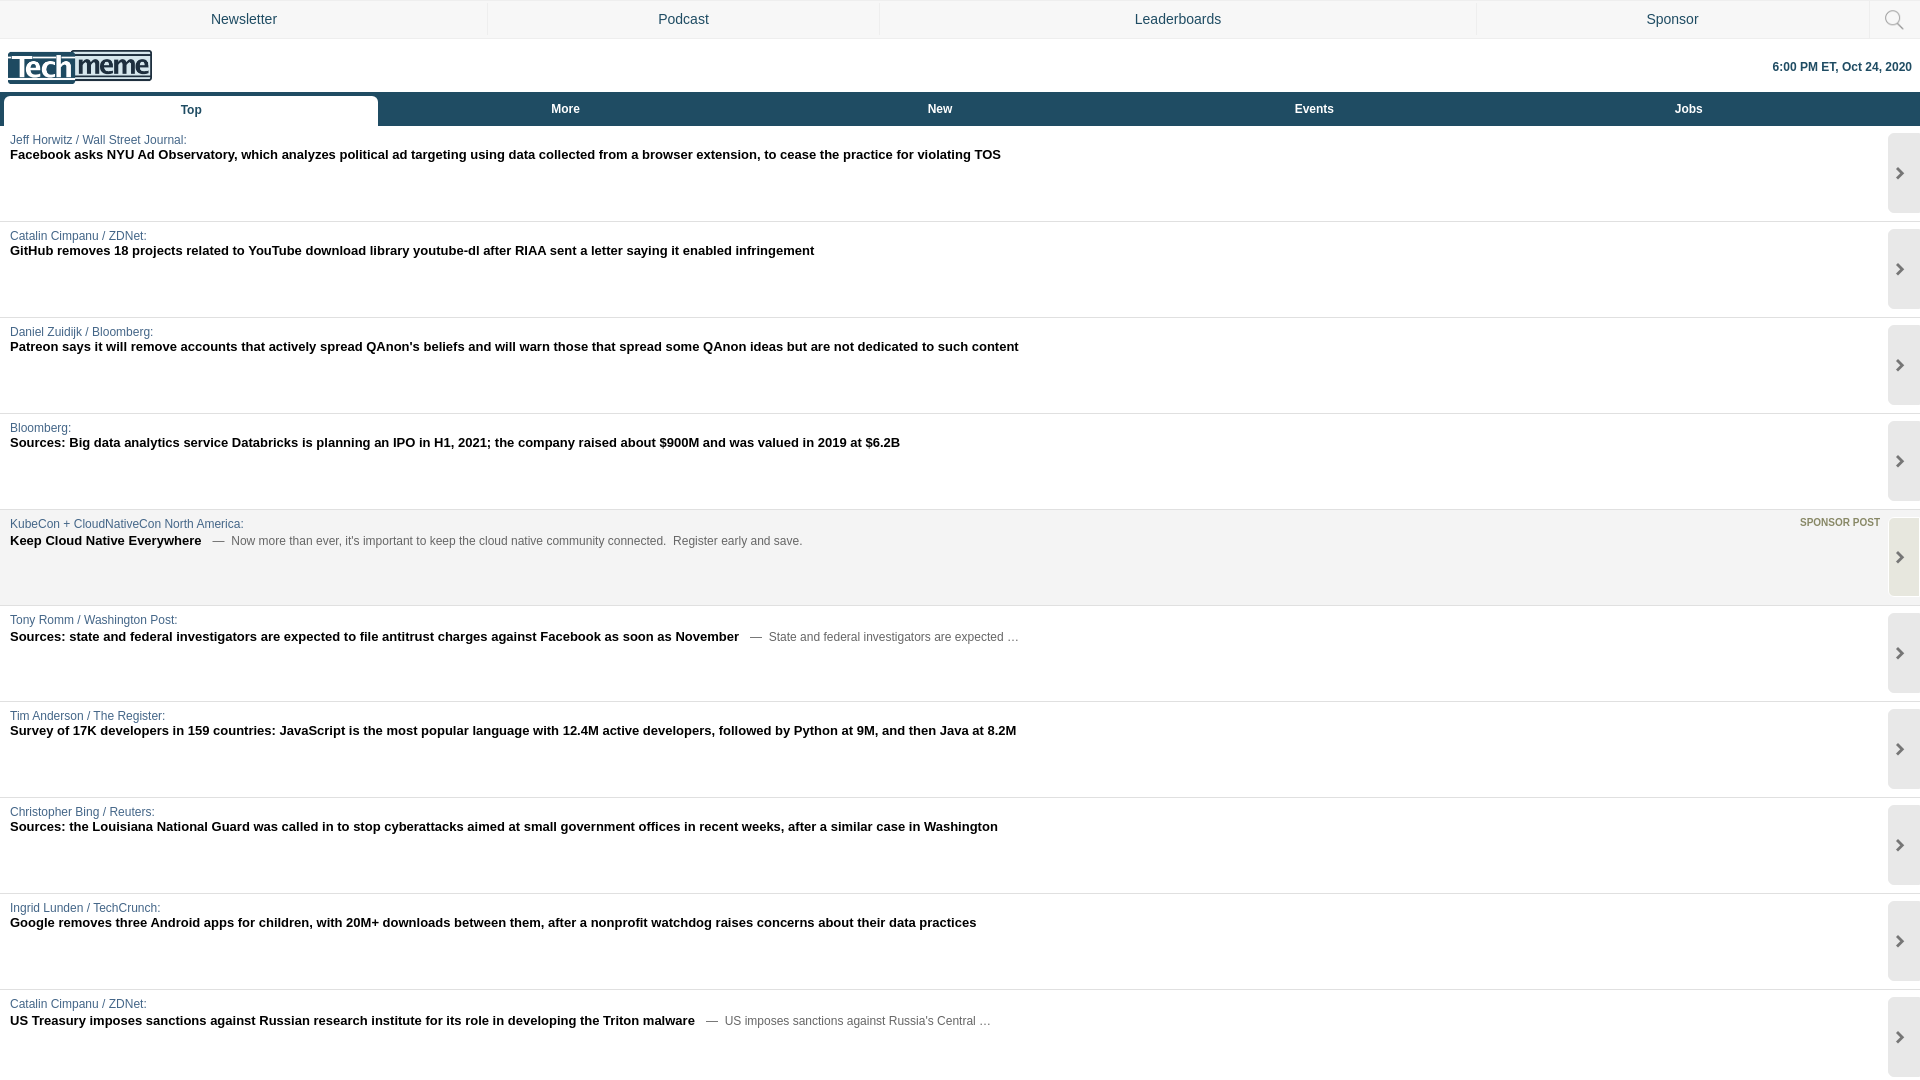 Newsletter
Podcast
Leaderboards
Sponsor
Techmeme
6:00 PM ET, Oct 24, 2020
Top
More
New
Events
Jobs
Jeff Horwitz / Wall Street Journal:
Facebook asks NYU Ad Observatory, which analyzes political ad targeting using data collected from a browser extension, to cease the practice for violating TOS
Catalin Cimpanu / ZDNet:
GitHub removes 18 projects related to YouTube download library youtube-dl after RIAA sent a letter saying it enabled infringement
Daniel Zuidijk / Bloomberg:
Patreon says it will remove accounts that actively spread QAnon's beliefs and will warn those that spread some QAnon ideas but are not dedicated to such content
Bloomberg:
Sources: Big data analytics service Databricks is planning an IPO in H1, 2021; the company raised about $900M and was valued in 2019 at $6.2B
KubeCon + CloudNativeCon North America:
SPONSOR POST
Keep Cloud Native Everywhere — Now more than ever, it's important to keep the cloud native community connected. Register early and save.
Tony Romm / Washington Post:
Sources: state and federal investigators are expected to file antitrust charges against Facebook as soon as November — State and federal investigators are expected …
Tim Anderson / The Register:
Survey of 17K developers in 159 countries: JavaScript is the most popular language with 12.4M active developers, followed by Python at 9M, and then Java at 8.2M
Christopher Bing / Reuters:
Sources: the Louisiana National Guard was called in to stop cyberattacks aimed at small government offices in recent weeks, after a similar case in Washington
Ingrid Lunden / TechCrunch:
Google removes three Android apps for children, with 20M+ downloads between them, after a nonprofit watchdog raises concerns about their data practices
Catalin Cimpanu / ZDNet:
US Treasury imposes sanctions against Russian research institute for its role in developing the Triton malware — US imposes sanctions against Russia's Central …